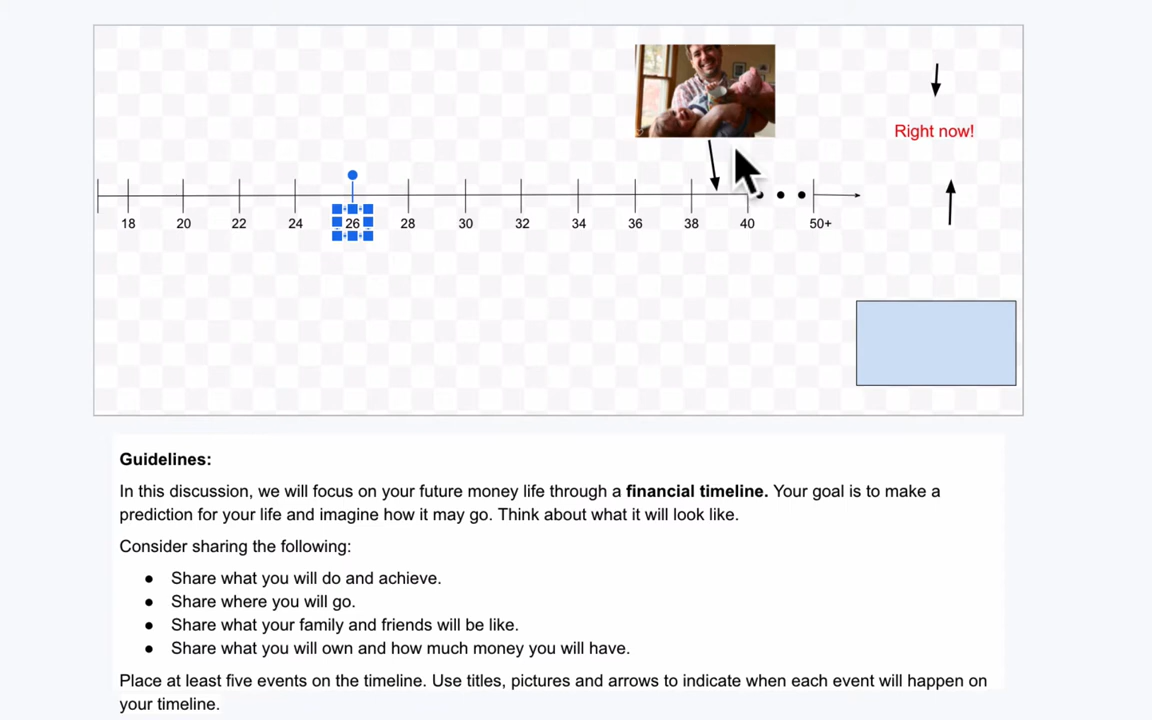 Right now!
18 20 22 24 26 28 30 32 34 36 38 40 50+
Guidelines:
In this discussion, we will focus on your future money life through a financial timeline. Your goal is to make a
prediction for your life and imagine how it may go. Think about what it will look like.
Consider sharing the following:
● Share what you will do and achieve.
● Share where you will go.
● Share what your family and friends will be like.
● Share what you will own and how much money you will have.
Place at least five events on the timeline. Use titles, pictures and arrows to indicate when each event will happen on
your timeline.